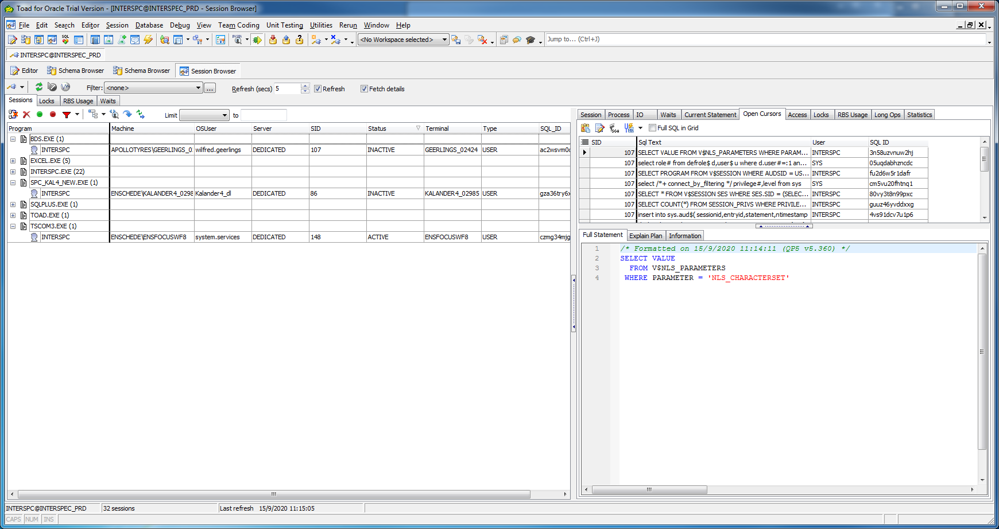 Toad for Oracle Trial Version - [INTERSPC@INTERSPEC_PRD - Session Browser]
File Edit Search Editor Session Database Debug View Team Coding Unit Testing Utilities Rerun Window Help
<No Workspace selected> Jump to... (Ctrl+J)
INTERSPC@INTERSPEC_PRD
Editor Schema Browser Schema Browser Session Browser
Filter: <none> ... Refresh (secs) 5 Refresh Fetch details
Sessions Locks RBS Usage Waits
Limit to
Program Machine OSUser Server SID Status Terminal Type SQL_ID
BDS.EXE (1)
INTERSPC APOLLOTYRES\GEERLINGS_0 wilfred.geerlings DEDICATED 107 INACTIVE GEERLINGS_02424 USER ac2wsvm0
EXCEL.EXE (5)
INTERSPC.EXE (22)
SPC_KAL4_NEW.EXE (1)
INTERSPC ENSCHEDE\KALANDER4_0298 Kalander4_dl DEDICATED 86 INACTIVE KALANDER4_02985 USER gza36try6x
SQLPLUS.EXE (1)
TOAD.EXE (1)
TSCOM3.EXE (1)
INTERSPC ENSCHEDE\ENSFOCUSWF8 system.services DEDICATED 148 ACTIVE ENSFOCUSWF8 USER czmg34mjg
Session Process IO Waits Current Statement Open Cursors Access Locks RBS Usage Long Ops Statistics
SGA SQL Full SQL in Grid
SID Sql Text User SQL ID
107 SELECT VALUE FROM V$NLS_PARAMETERS WHERE PARAM... INTERSPC 3n58uzvnuw2hj
107 select role# from defrole$ d,user$ u where d.user#=:1 an... SYS 05uqdabhzncdc
107 SELECT PROGRAM FROM V$SESSION WHERE AUDSID = US... INTERSPC fu2d6w5r1dafr
107 select /*+ connect_by_filtering */ privilege#,level from sys SYS cm5vu20fhtnq1
107 SELECT * FROM V$SESSION SES WHERE SES.SID = (SELEC... INTERSPC 80vy3t8n99pxc
107 SELECT COUNT(*) FROM SESSION_PRIVS WHERE PRIVILE... INTERSPC guuz46yvddxxg
107 insert into sys.aud$( sessionid,entryid,statement,ntimestamp INTERSPC 4vs91dcv7u1p6
Full Statement Explain Plan Information
1 /* Formatted on 15/9/2020 11:14:11 (QP5 v5.360) */
2 SELECT VALUE
3 FROM V$NLS_PARAMETERS
4 WHERE PARAMETER = 'NLS_CHARACTERSET'
INTERSPC@INTERSPEC_PRD 32 sessions Last refresh 15/9/2020 11:15:05
CAPS NUM INS